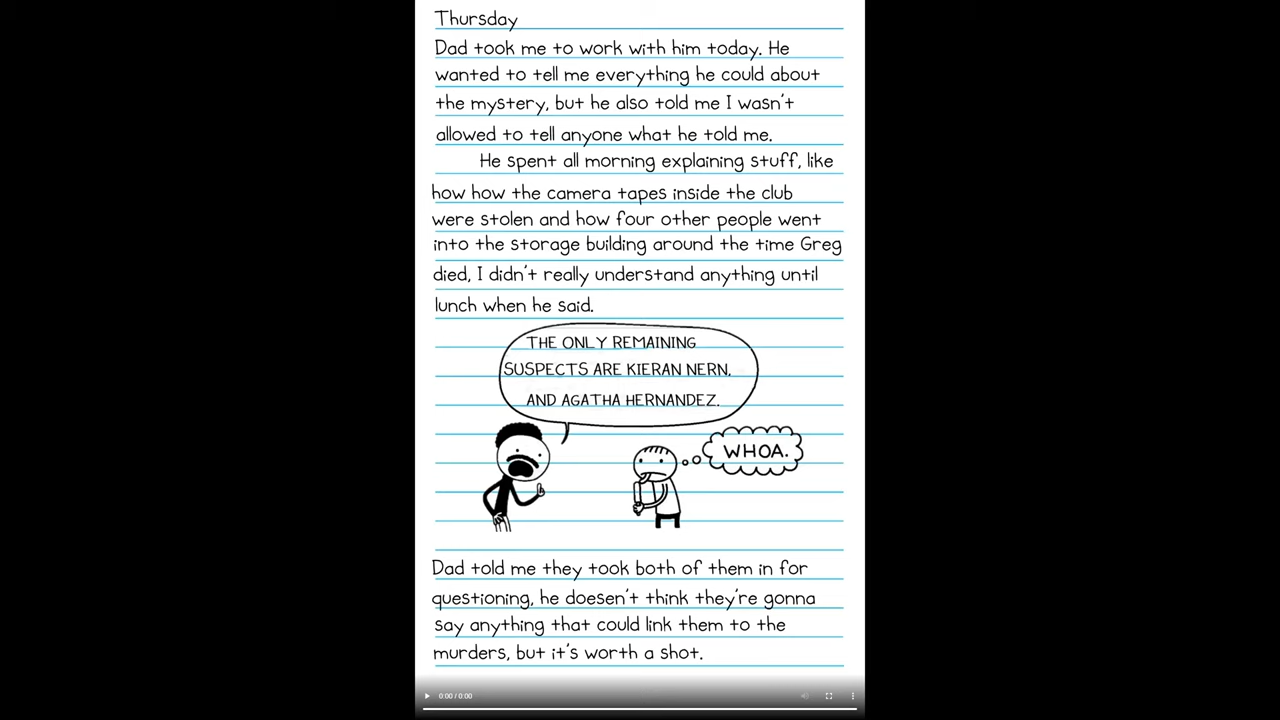 Thursday
Dad took me to work with him today. He
wanted to tell me everything he could about
the mystery, but he also told me I wasn't
allowed to tell anyone what he told me.
He spent all morning explaining stuff, like
how how the camera tapes inside the club
were stolen and how four other people went
into the storage building around the time Greg
died, I didn't really understand anything until
lunch when he said.
THE ONLY REMAINING
SUSPECTS ARE KIERAN NERN,
AND AGATHA HERNANDEZ.
WHOA.
Dad told me they took both of them in for
questioning, he doesen't think they're gonna
say anything that could link them to the
murders, but it's worth a shot.
0:00 / 0:00